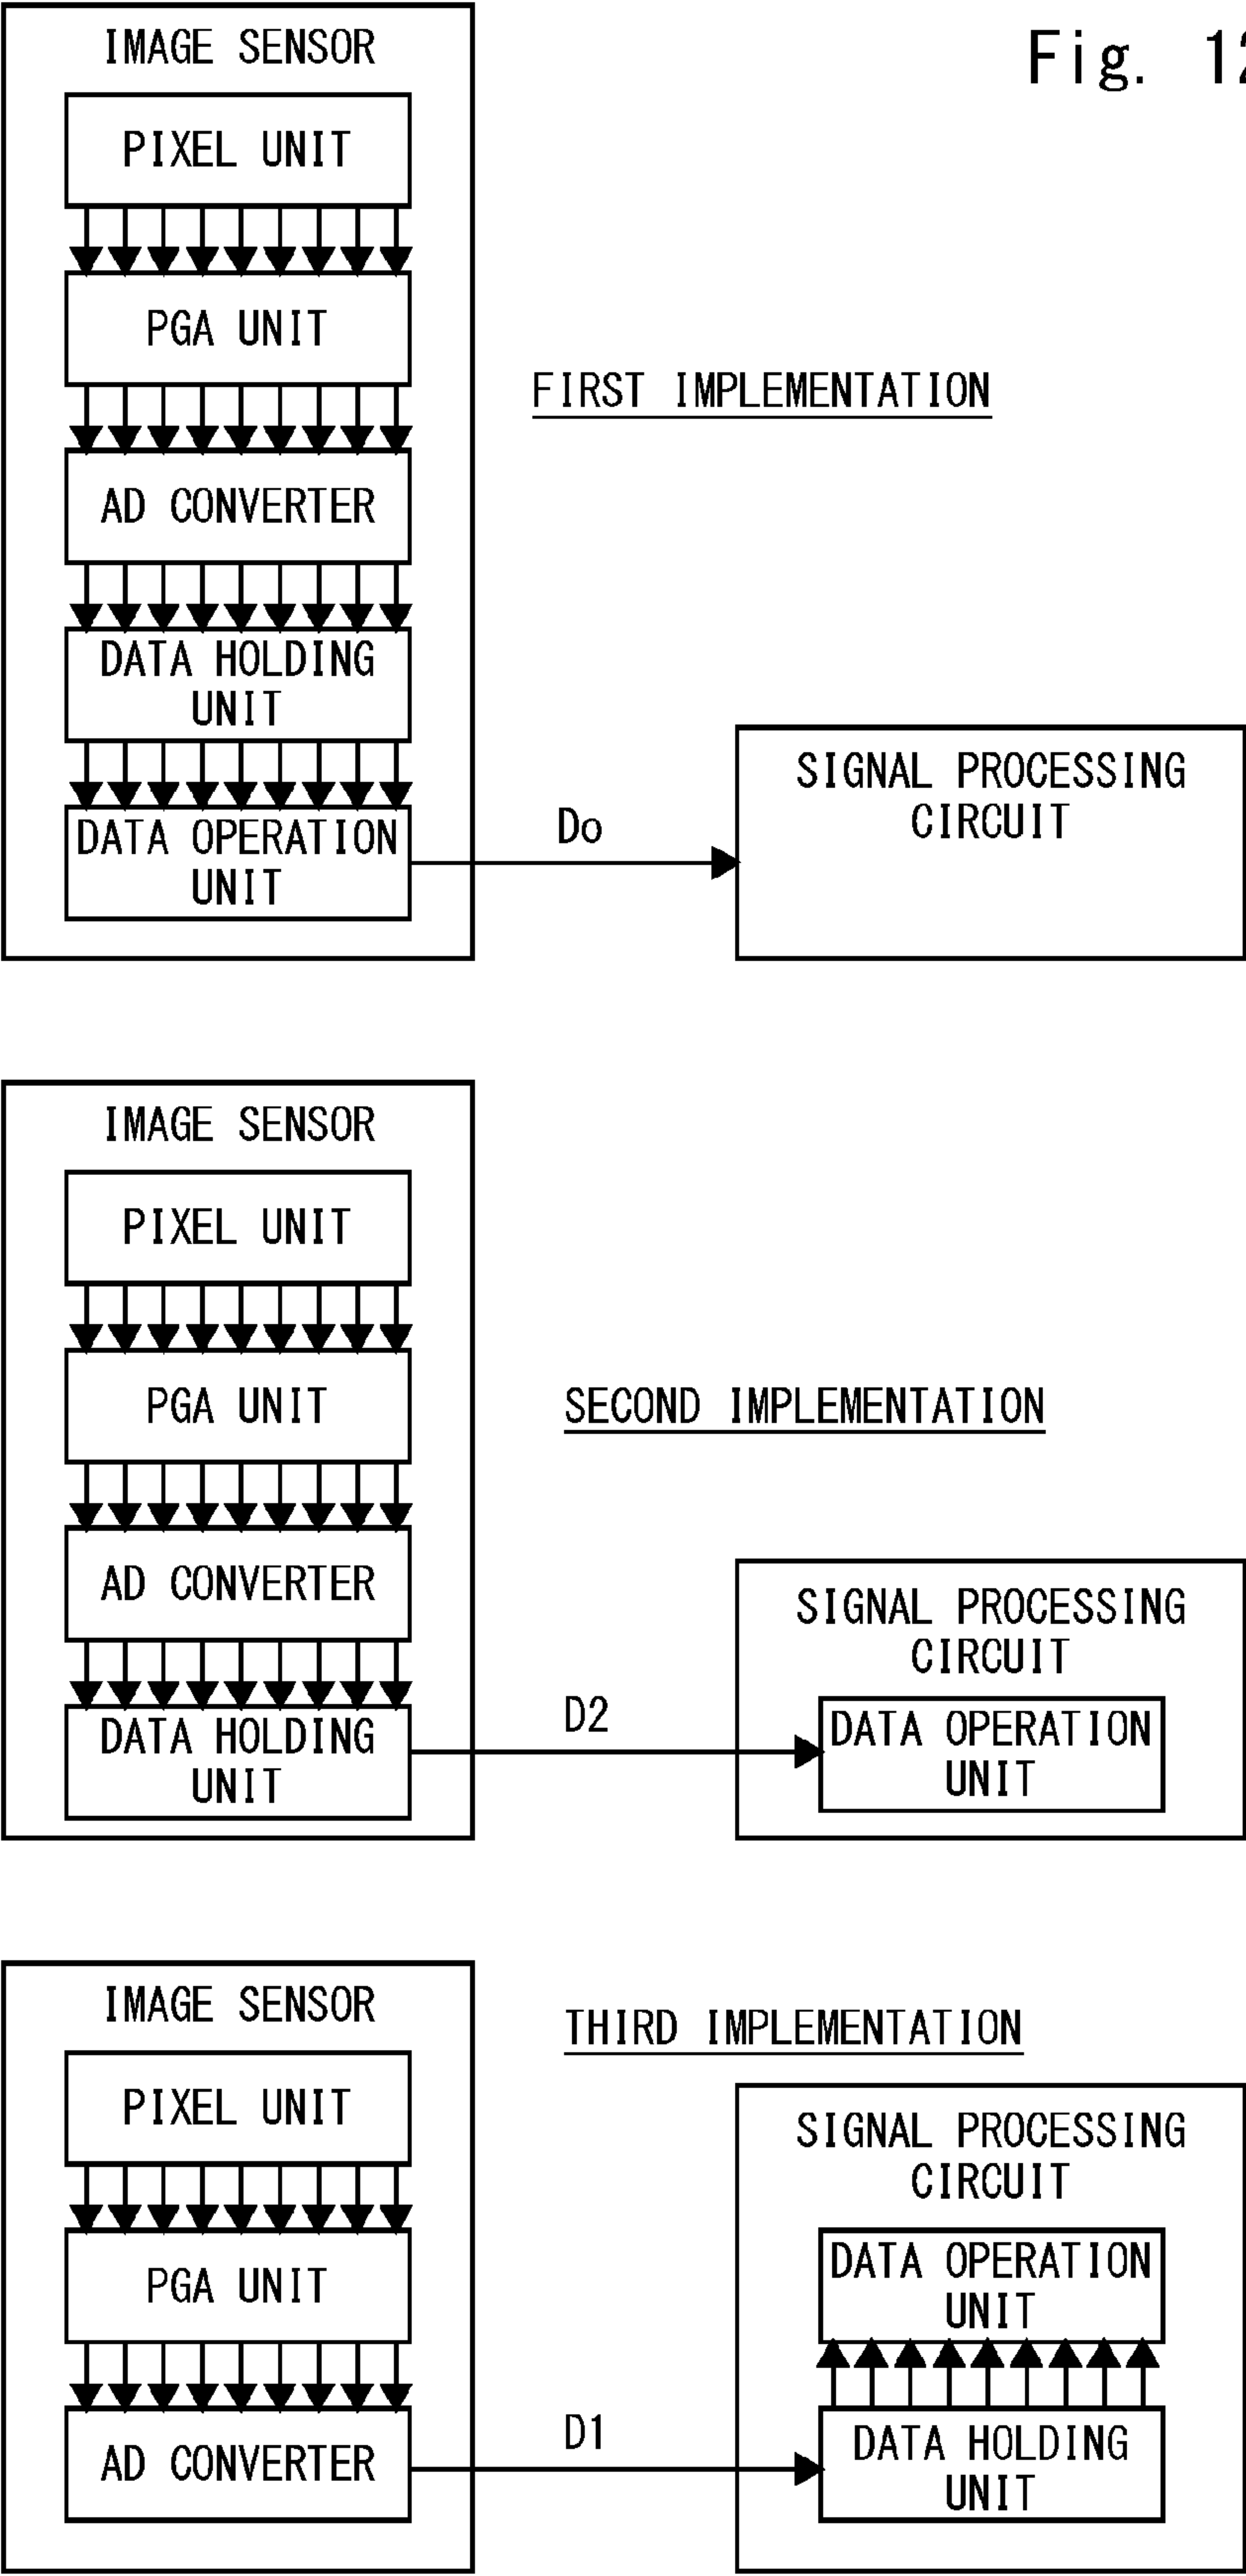 Fig. 12
IMAGE SENSOR
PIXEL UNIT
PGA UNIT
FIRST IMPLEMENTATION
AD CONVERTER
DATA HOLDING
UNIT
DATA OPERATION
UNIT
Do
SIGNAL PROCESSING
CIRCUIT
IMAGE SENSOR
PIXEL UNIT
PGA UNIT
SECOND IMPLEMENTATION
AD CONVERTER
DATA HOLDING
UNIT
D2
SIGNAL PROCESSING
CIRCUIT
DATA OPERATION
UNIT
IMAGE SENSOR
THIRD IMPLEMENTATION
PIXEL UNIT
PGA UNIT
AD CONVERTER
D1
SIGNAL PROCESSING
CIRCUIT
DATA OPERATION
UNIT
DATA HOLDING
UNIT